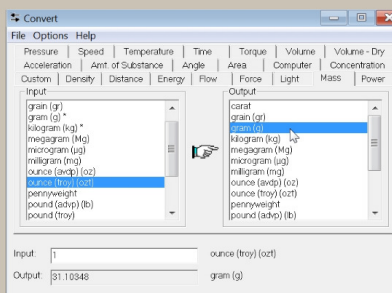 Convert
File Options Help
Pressure Speed Temperature Time Torque Volume Volume - Dry
Acceleration Amt. of Substance Angle Area Computer Concentration
Custom Density Distance Energy Flow Force Light Mass Power
Input
grain (gr)
gram (g) *
kilogram (kg) *
megagram (Mg)
microgram (µg)
milligram (mg)
ounce (avdp) (oz)
ounce (troy) (ozt)
pennyweight
pound (advp) (lb)
pound (troy)
Output
carat
grain (gr)
gram (g)
kilogram (kg)
megagram (Mg)
microgram (µg)
milligram (mg)
ounce (avdp) (oz)
ounce (troy) (ozt)
pennyweight
pound (avdp) (lb)
Input: 1 ounce (troy) (ozt)
Output: 31.10348 gram (g)